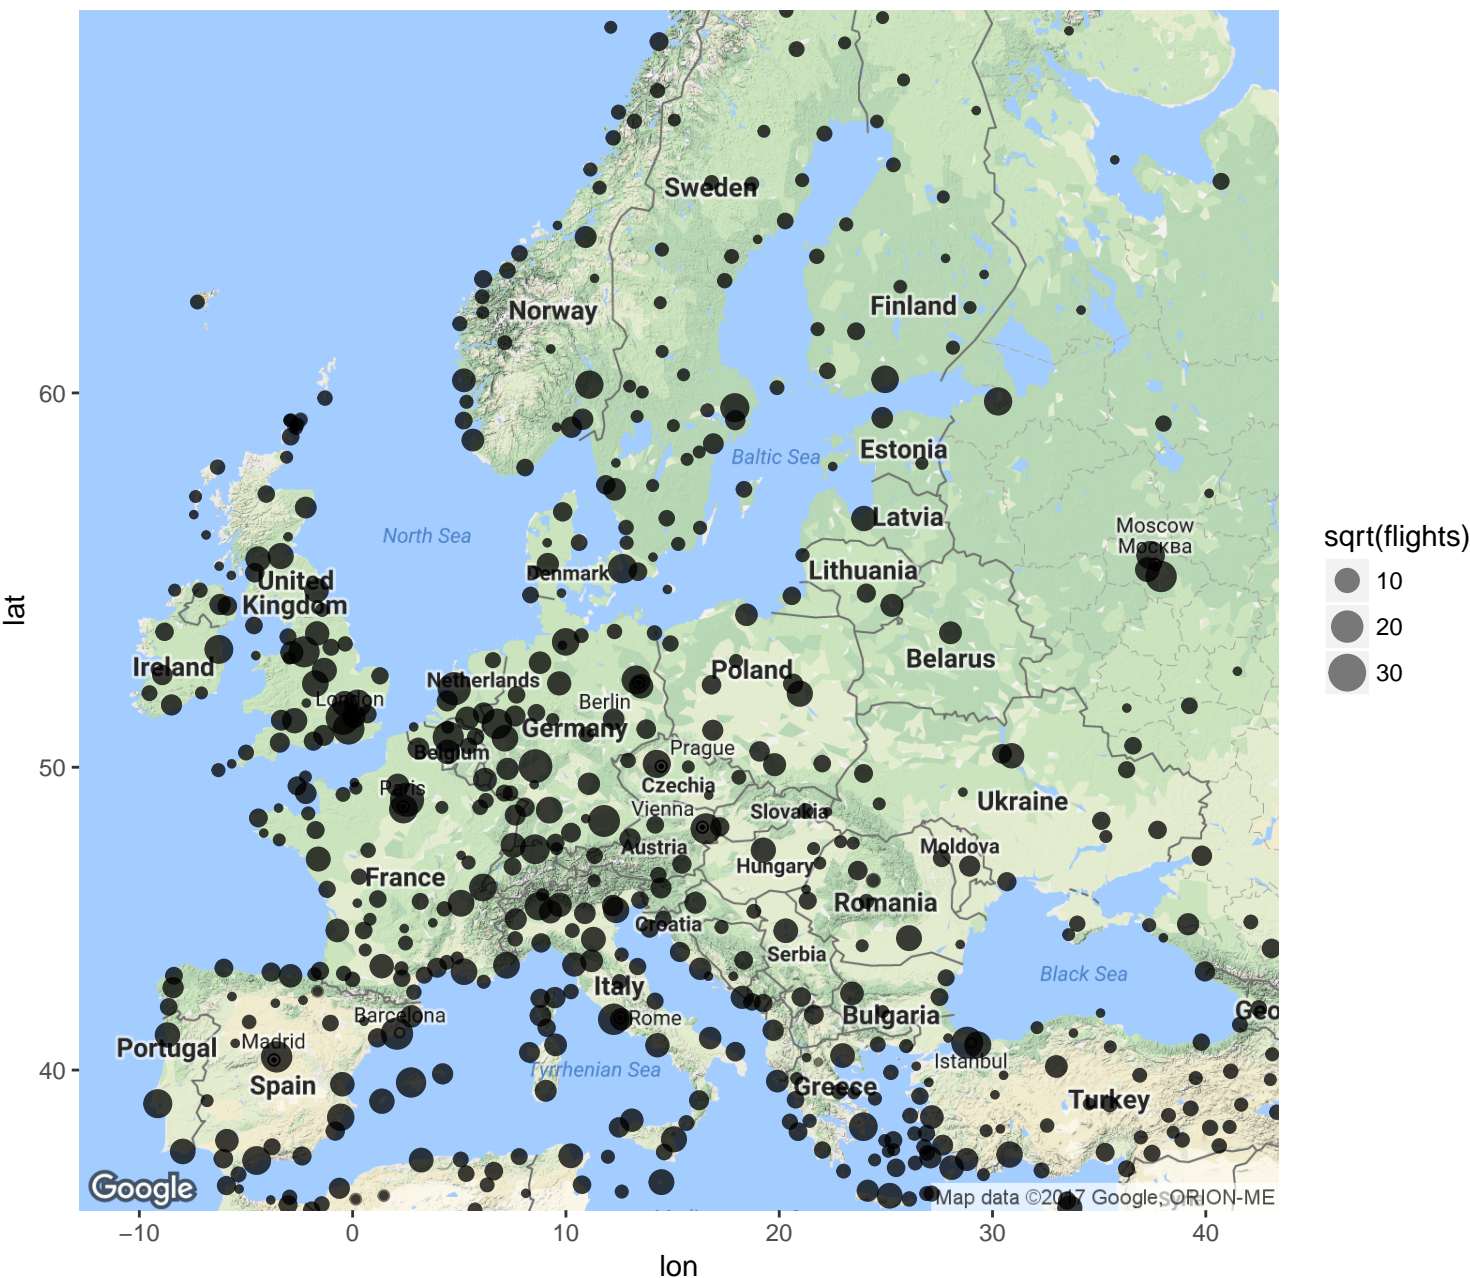 Sweden
Norway
Finland
60
Estonia
Baltic Sea
North Sea
Latvia
Moscow
Москва
sqrt(flights)
10
20
30
Denmark
Lithuania
United
Kingdom
lat
Ireland
Belarus
Poland
Netherlands
London
Berlin
Germany
Belgium
50
Prague
Czechia
Paris
Vienna
Slovakia
Ukraine
Austria
Moldova
Hungary
France
Romania
Croatia
Serbia
Black Sea
Italy
Barcelona
Rome
Bulgaria
Geo
Portugal
Madrid
Istanbul
40
Spain
Tyrrhenian Sea
Greece
Turkey
Google
Map data ©2017 Google, ORION-ME
−10
0
10
20
30
40
lon